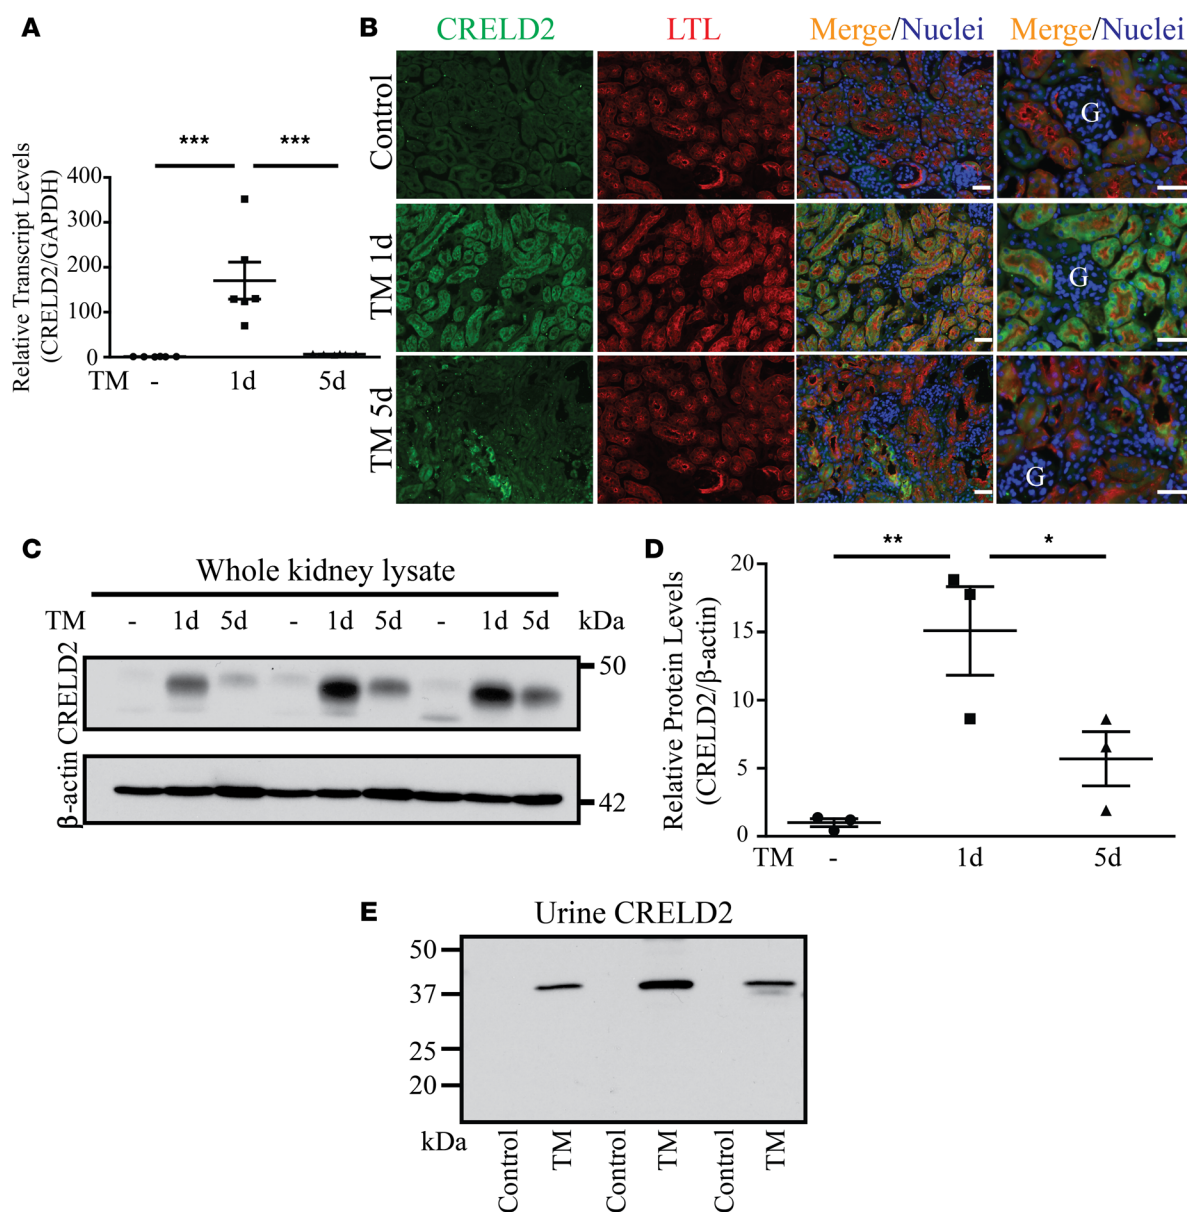 A
Relative Transcript Levels
(CRELD2/GAPDH)
*** ***
400
300
200
100
0
TM - 1d 5d
B
CRELD2 LTL Merge/Nuclei Merge/Nuclei
Control
G
TM 1d
G
TM 5d
G
C
Whole kidney lysate
TM - 1d 5d - 1d 5d - 1d 5d kDa
CRELD2
50
β-actin
42
D
Relative Protein Levels
(CRELD2/β-actin)
** *
20
15
10
5
0
TM - 1d 5d
E
Urine CRELD2
50
37
25
20
kDa
Control TM Control TM Control TM